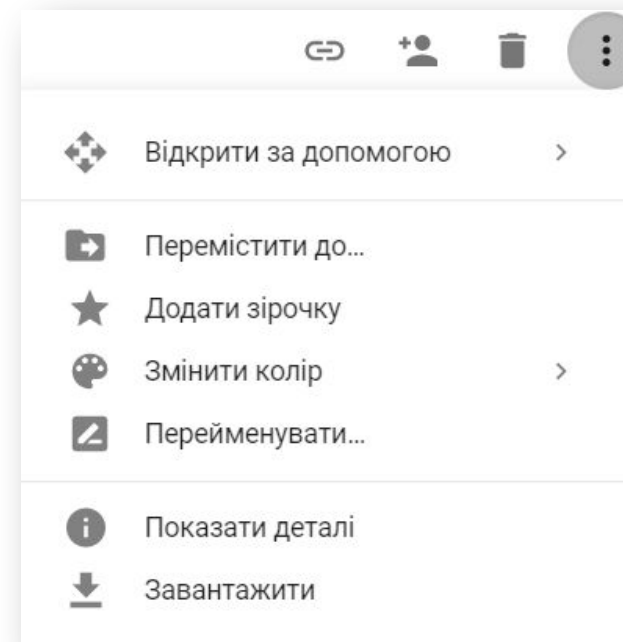 Відкрити за допомогою
Перемістити до...
Додати зірочку
Змінити колір
Перейменувати...
Показати деталі
Завантажити